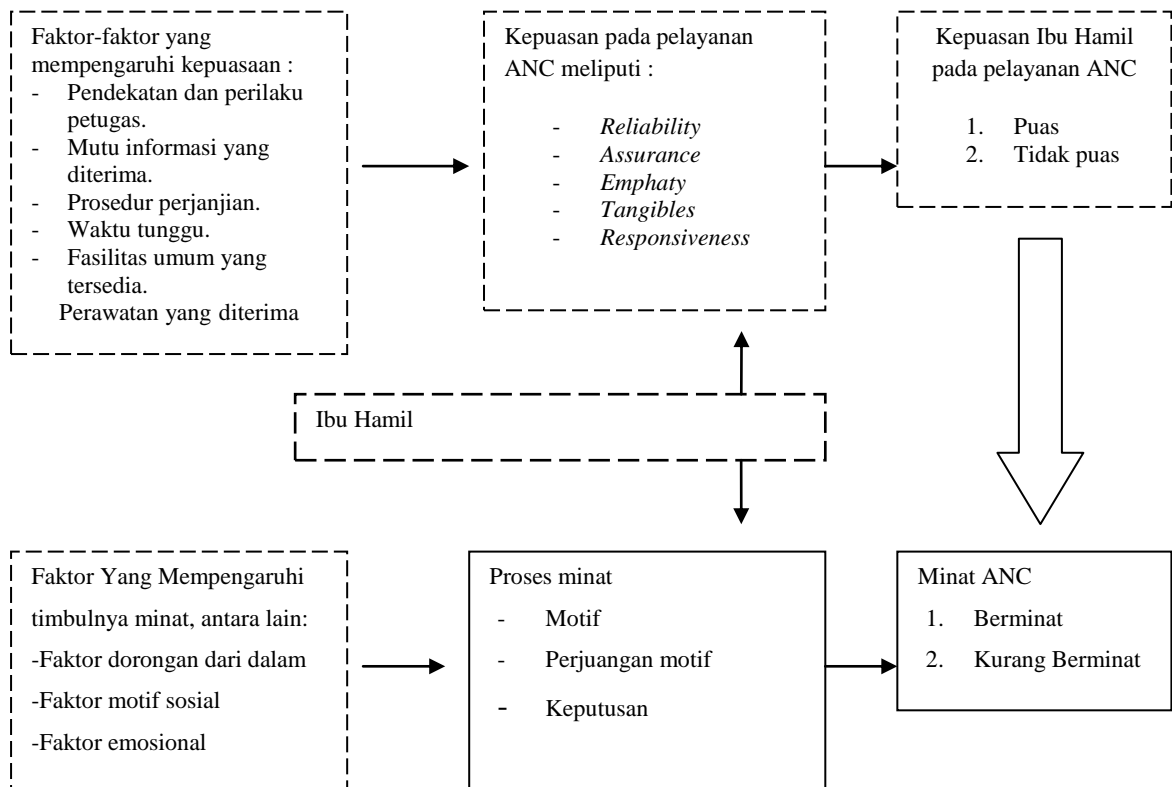 Faktor-faktor yang
mempengaruhi kepuasaan :
- Pendekatan dan perilaku
petugas.
- Mutu informasi yang
diterima.
- Prosedur perjanjian.
- Waktu tunggu.
- Fasilitas umum yang
tersedia.
Perawatan yang diterima
Kepuasan pada pelayanan
ANC meliputi :
- Reliability
- Assurance
- Emphaty
- Tangibles
- Responsiveness
Kepuasan Ibu Hamil
pada pelayanan ANC
1. Puas
2. Tidak puas
Ibu Hamil
Faktor Yang Mempengaruhi
timbulnya minat, antara lain:
-Faktor dorongan dari dalam
-Faktor motif sosial
-Faktor emosional
Proses minat
- Motif
- Perjuangan motif
- Keputusan
Minat ANC
1. Berminat
2. Kurang Berminat